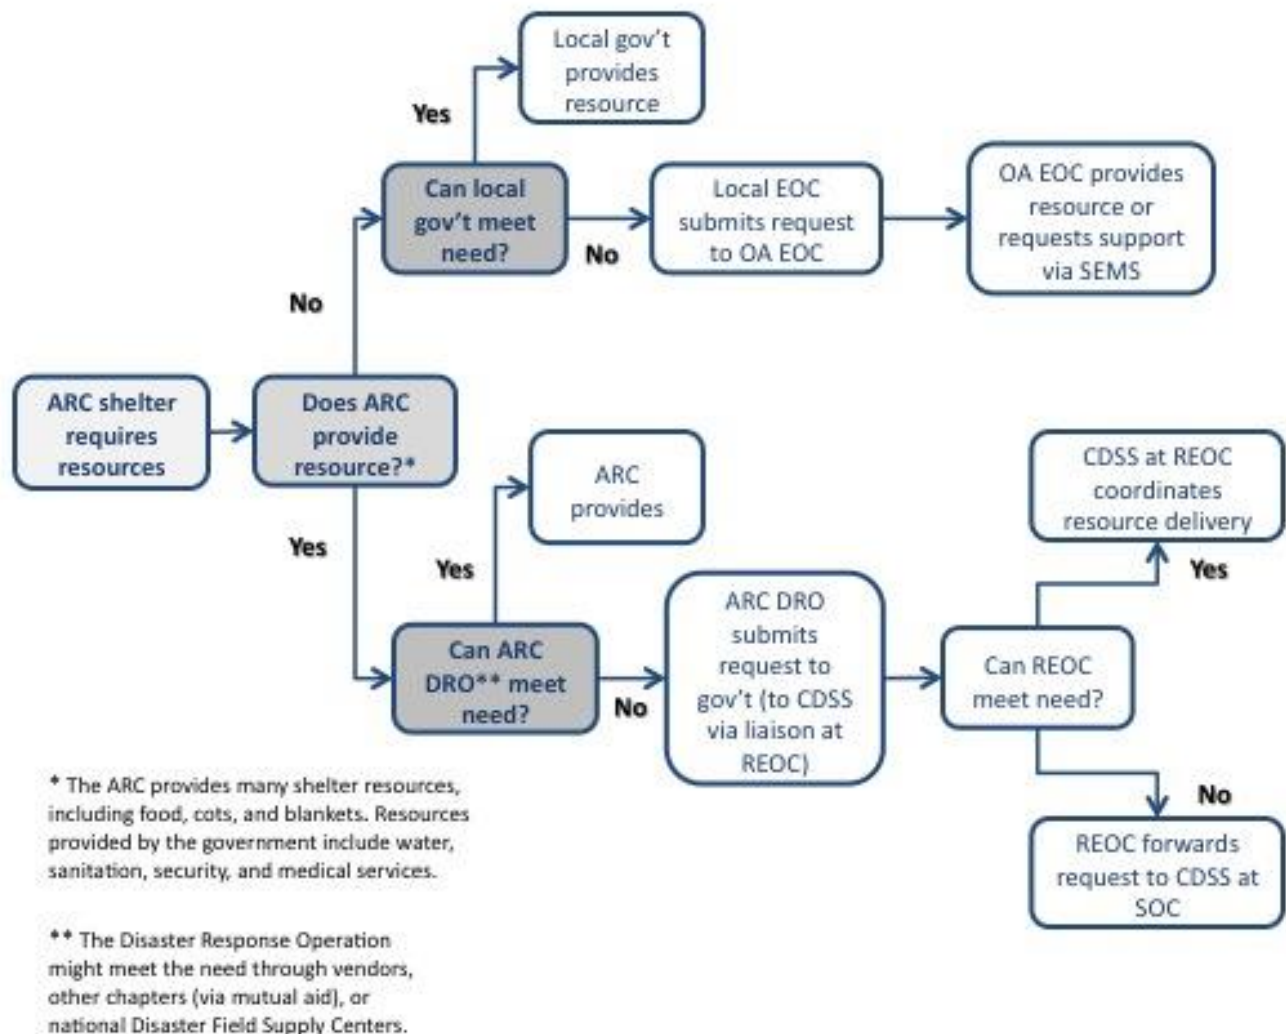 Local gov't
provides
resource
Yes
Can local
gov't meet
need?
No
Local EOC
submits request
to OA EOC
OA EOC provides
resource or
requests support
via SEMS
No
ARC shelter
requires
resources
Does ARC
provide
resource?*
Yes
Yes
ARC
provides
Can ARC
DRO** meet
need?
No
ARC DRO
submits
request to
gov't (to CDSS
via liaison at
REOC)
Can REOC
meet need?
CDSS at REOC
coordinates
resource delivery
Yes
No
REOC forwards
request to CDSS at
SOC
* The ARC provides many shelter resources,
including food, cots, and blankets. Resources
provided by the government include water,
sanitation, security, and medical services.
** The Disaster Response Operation
might meet the need through vendors,
other chapters (via mutual aid), or
national Disaster Field Supply Centers.